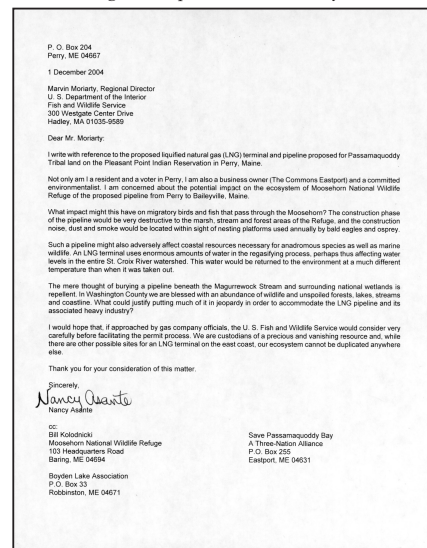 P. O. Box 204
Perry, ME 04667
1 December 2004
Marvin Moriarty, Regional Director
U. S. Department of the Interior
Fish and Wildlife Service
300 Westgate Center Drive
Hadley, MA 01035-9589
Dear Mr. Moriarty:
I write with reference to the proposed liquified natural gas (LNG) terminal and pipeline proposed for Passamaquoddy
Tribal land on the Pleasant Point Indian Reservation in Perry, Maine.
Not only am I a resident and a voter in Perry, I am also a business owner (The Commons Eastport) and a committed
environmentalist. I am concerned about the potential impact on the ecosystem of Moosehorn National Wildlife
Refuge of the proposed pipeline from Perry to Baileyville, Maine.
What impact might this have on migratory birds and fish that pass through the Moosehorn? The construction phase
of the pipeline would be very destructive to the marsh, stream and forest areas of the Refuge, and the construction
noise, dust and smoke would be located within sight of nesting platforms used annually by bald eagles and osprey.
Such a pipeline might also adversely affect coastal resources necessary for anadromous species as well as marine
wildlife. An LNG terminal uses enormous amounts of water in the regasifying process, perhaps thus affecting water
levels in the entire St. Croix River watershed. This water would be returned to the environment at a much different
temperature than when it was taken out.
The mere thought of burying a pipeline beneath the Magurrewock Stream and surrounding national wetlands is
repellent. In Washington County we are blessed with an abundance of wildlife and unspoiled forests, lakes, streams
and coastline. What could justify putting much of it in jeopardy in order to accommodate the LNG pipeline and its
associated heavy industry?
I would hope that, if approached by gas company officials, the U. S. Fish and Wildlife Service would consider very
carefully before facilitating the permit process. We are custodians of a precious and vanishing resource and, while
there are other possible sites for an LNG terminal on the east coast, our ecosystem cannot be duplicated anywhere
else.
Thank you for your consideration of this matter.
Sincerely,
Nancy Asante
Nancy Asante
cc:
Bill Kolodnicki
Moosehorn National Wildlife Refuge
103 Headquarters Road
Baring, ME 04694
Boyden Lake Association
P.O. Box 33
Robbinston, ME 04671
Save Passamaquoddy Bay
A Three-Nation Alliance
P.O. Box 255
Eastport, ME 04631